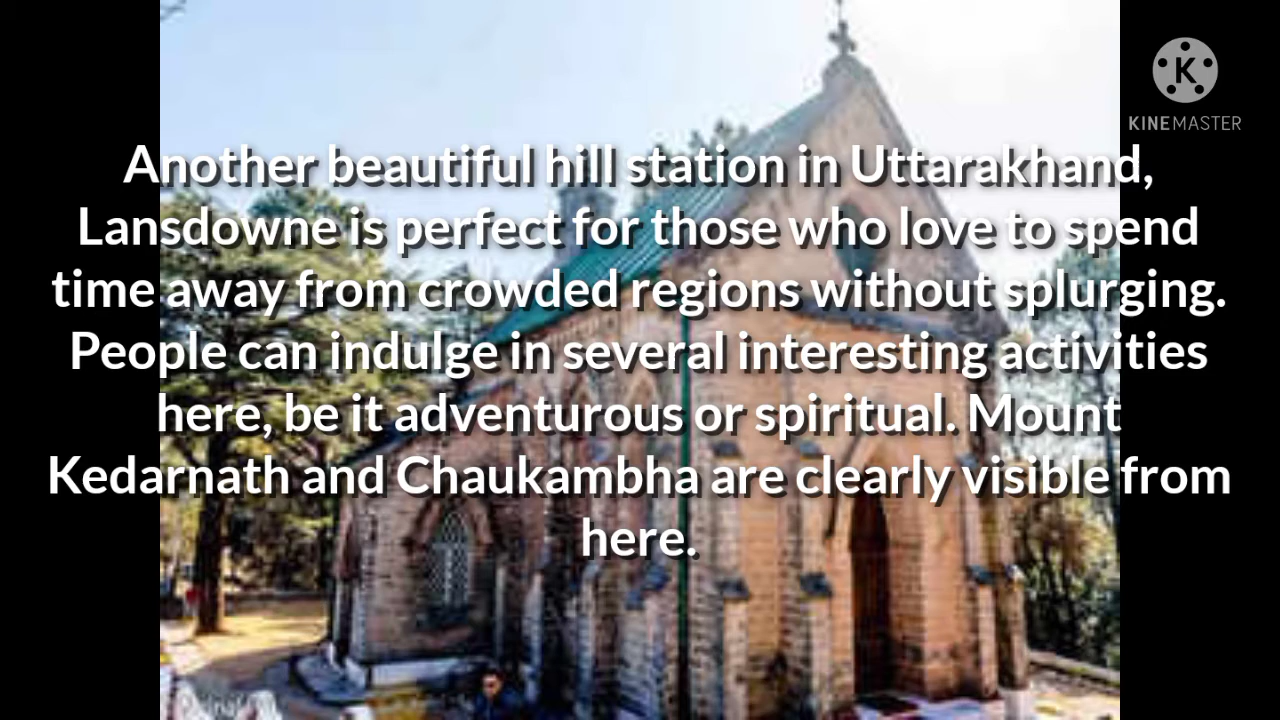 KINEMASTER
Another beautiful hill station in Uttarakhand,
Lansdowne is perfect for those who love to spend
time away from crowded regions without splurging.
People can indulge in several interesting activities
here, be it adventurous or spiritual. Mount
Kedarnath and Chaukambha are clearly visible from
here.